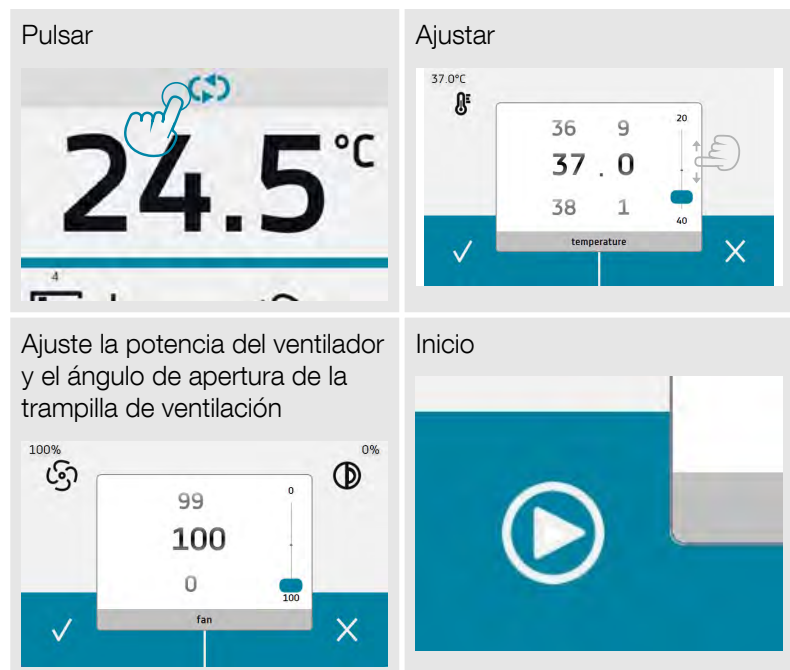 Pulsar
24.5°C
4
Ajustar
37.0°C
36 9
37 . 0
38 1
20
40
temperature
Ajuste la potencia del ventilador
y el ángulo de apertura de la
trampilla de ventilación
100%
0%
99
100
0
0
100
fan
Inicio